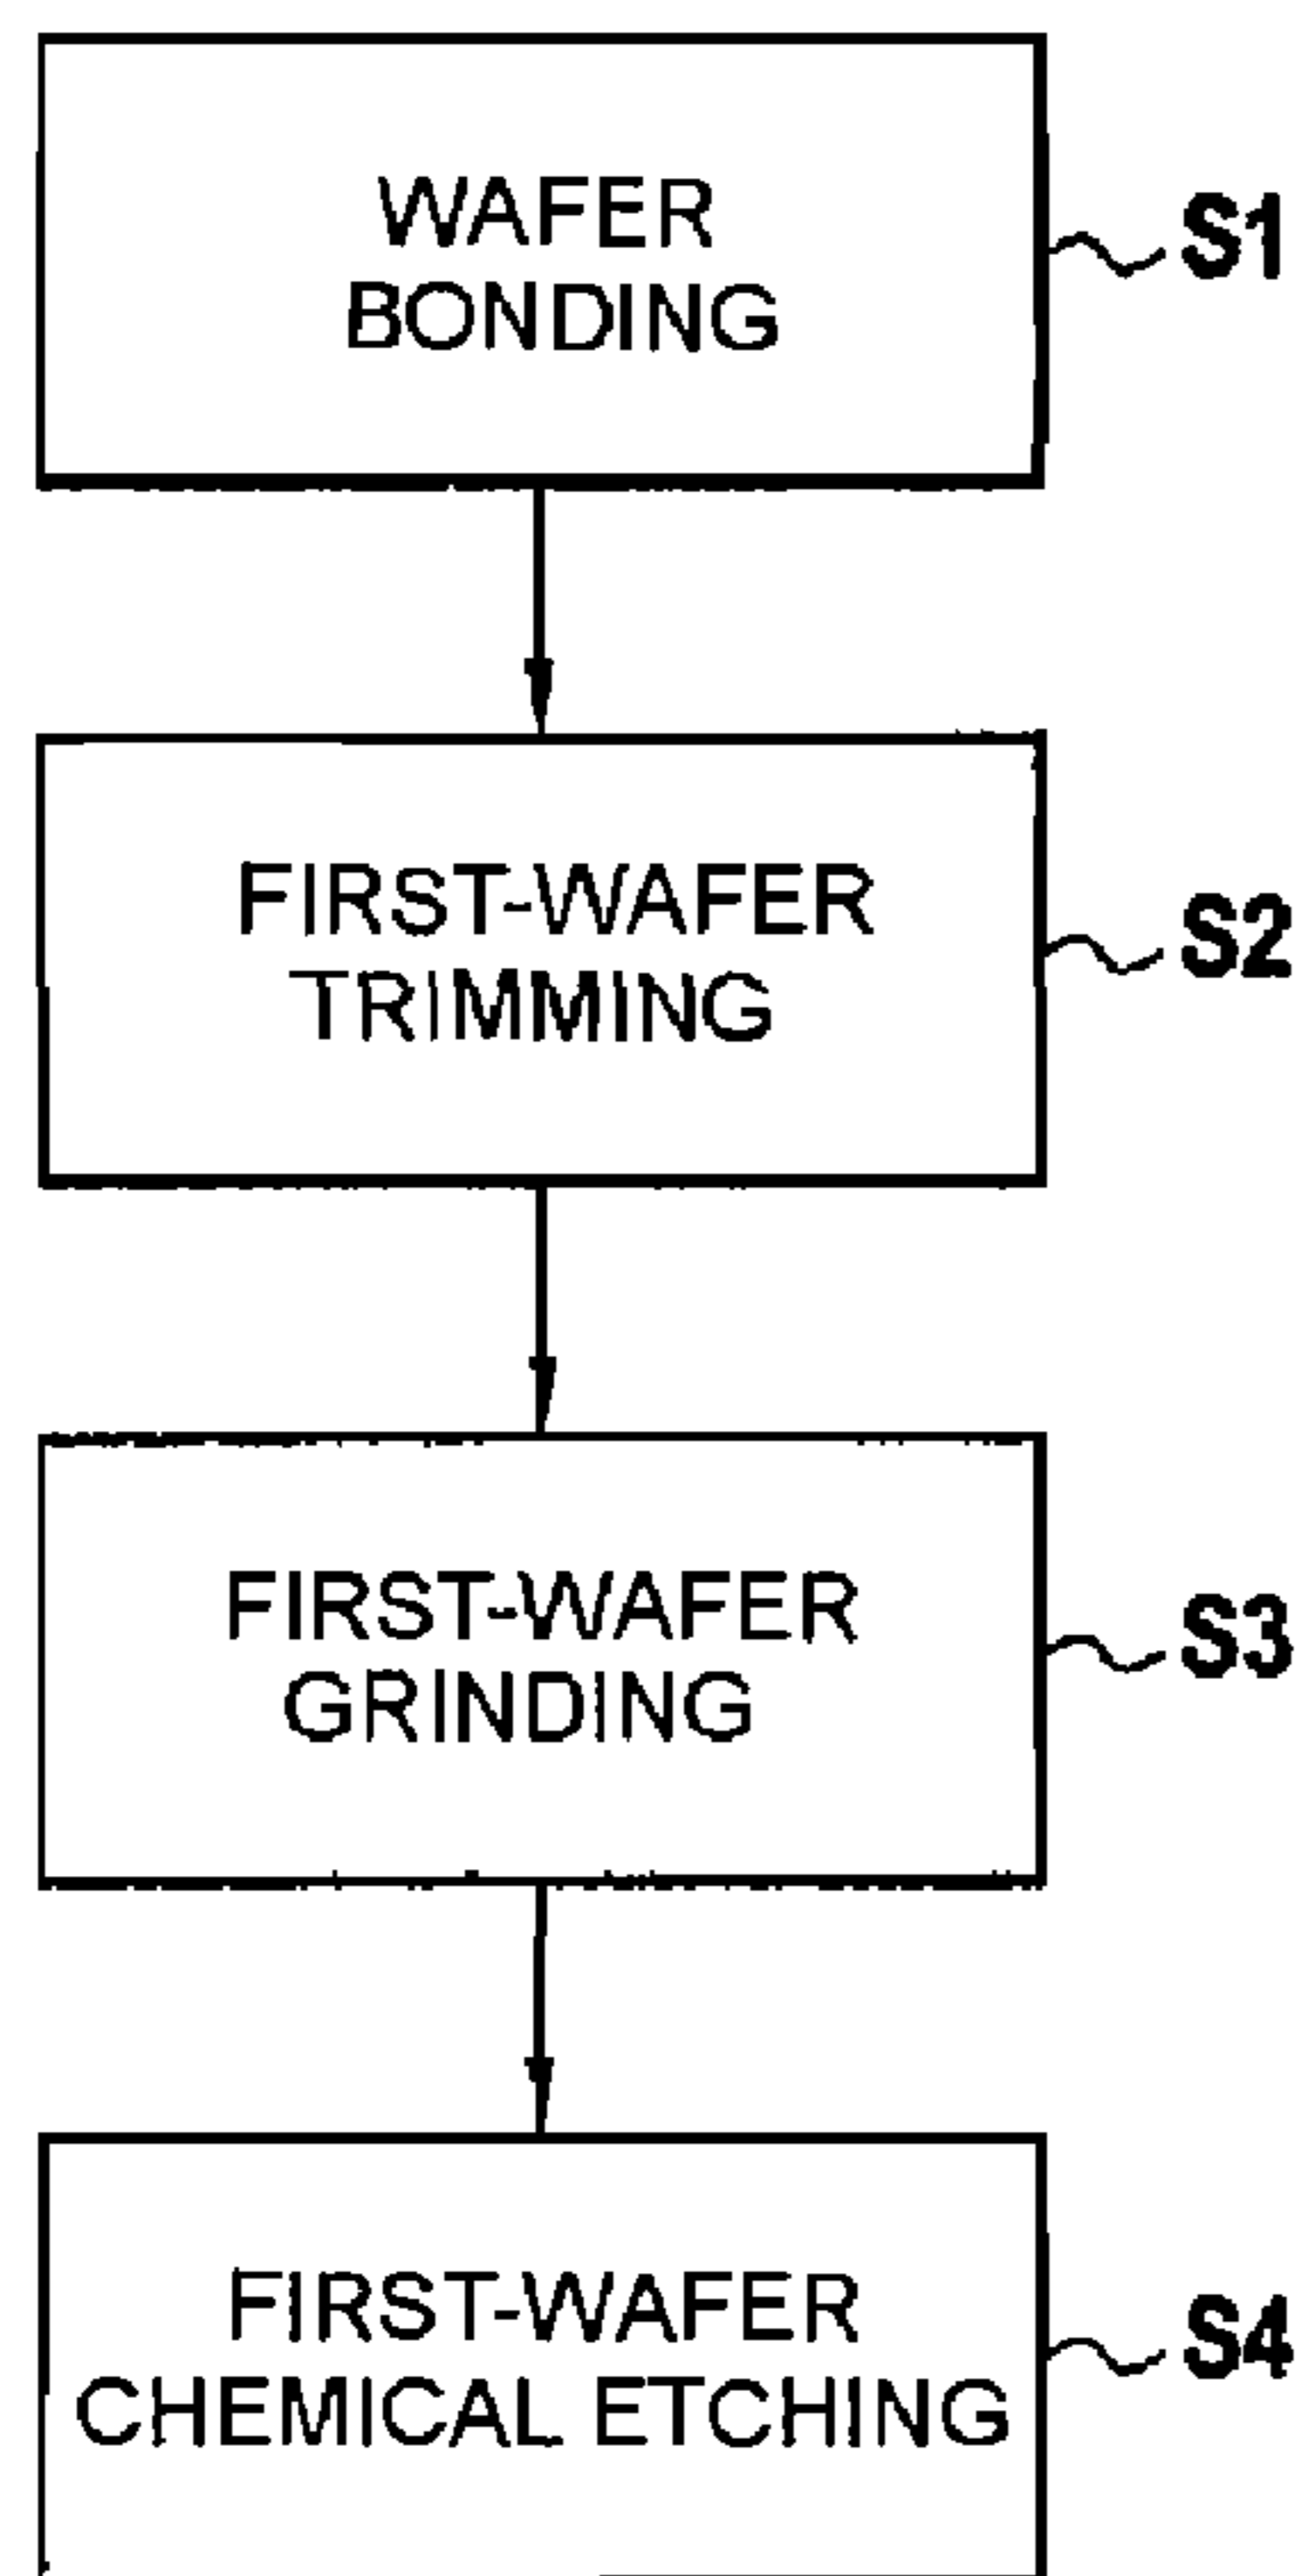 WAFER
BONDING
S1
FIRST-WAFER
TRIMMING
S2
FIRST-WAFER
GRINDING
S3
FIRST-WAFER
CHEMICAL ETCHING
S4